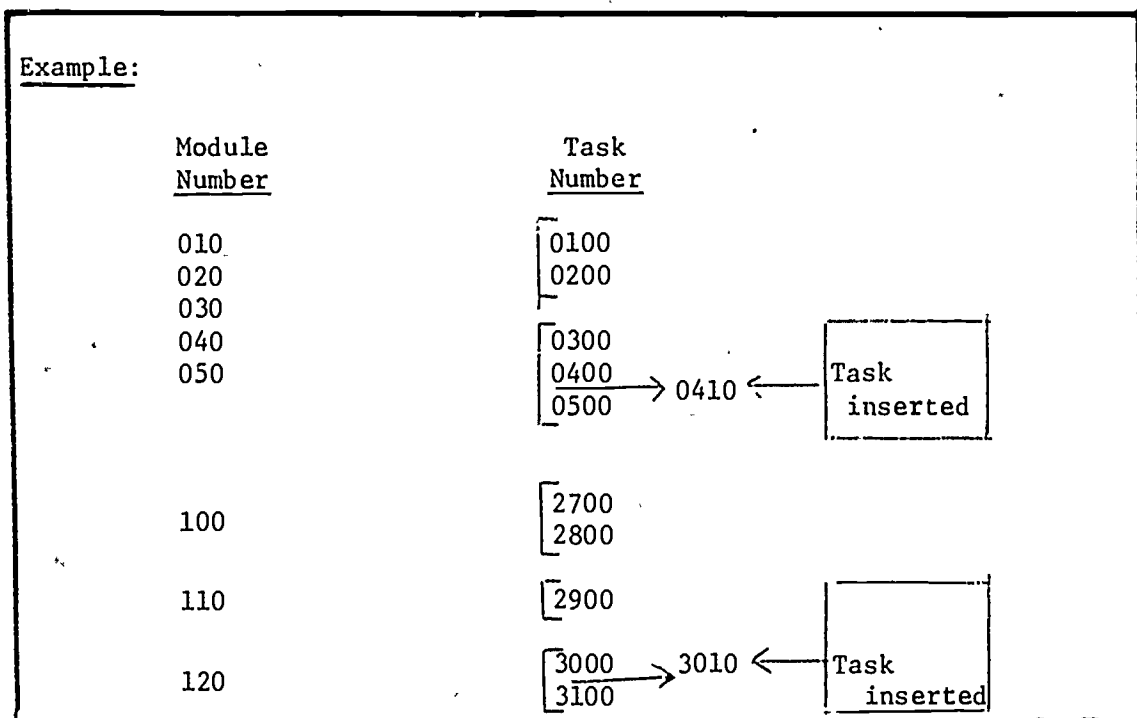 Example:
Module Task
Number Number
010 0100
020 0200
030
040 0300
050 0400 0410 Task
0500 inserted
2700
100 2800
110 2900
3000 3010 Task
120 3100 inserted